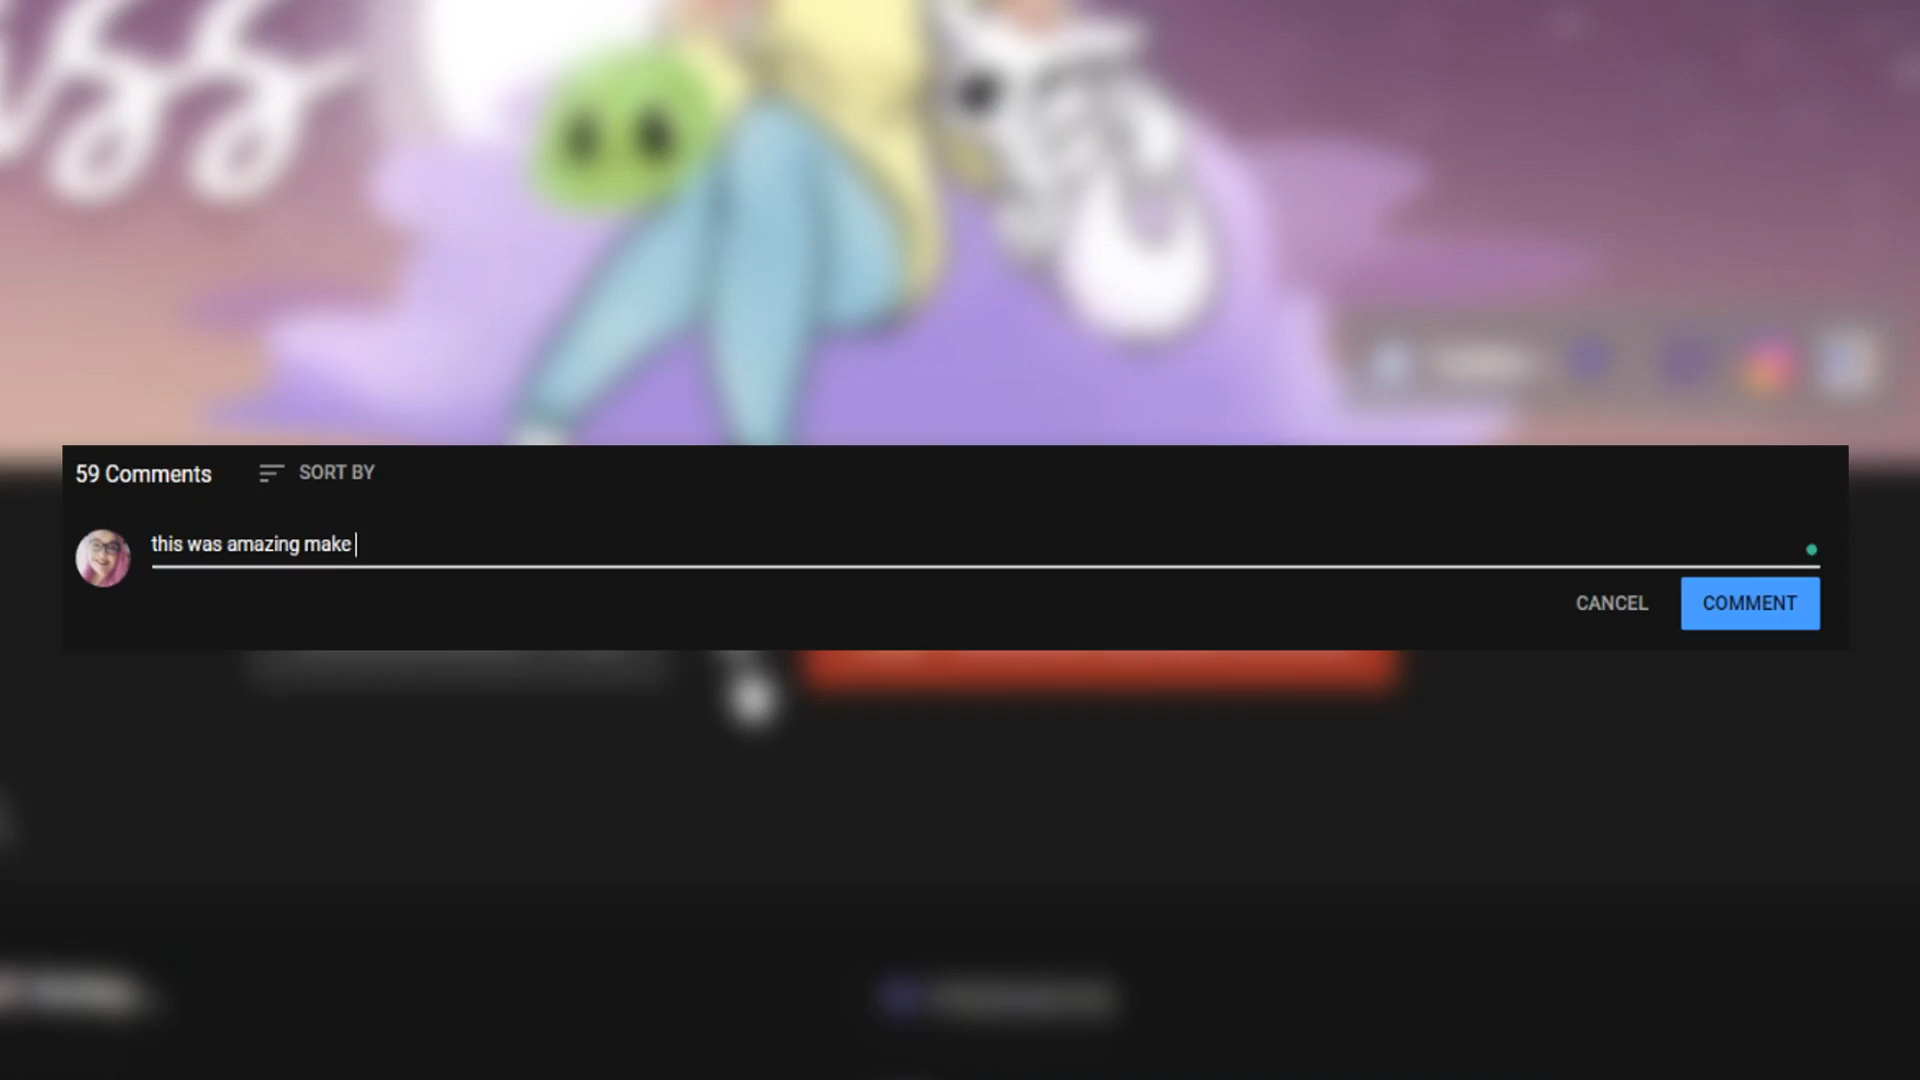 59 Comments
SORT BY
this was amazing make
CANCEL
COMMENT